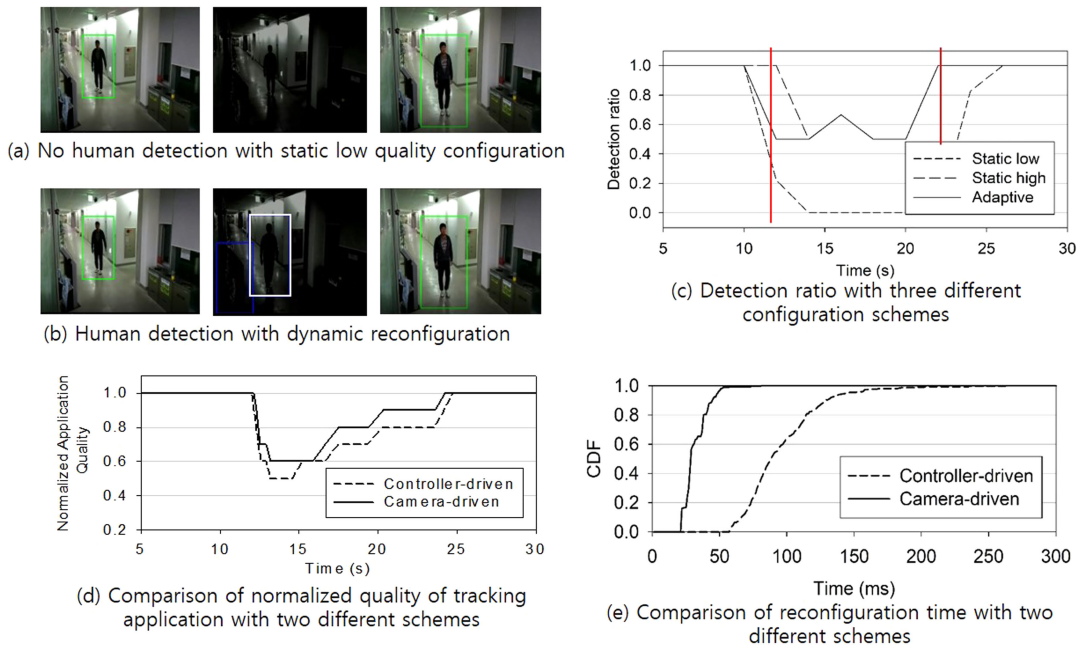 (a) No human detection with static low quality configuration
(b) Human detection with dynamic reconfiguration
Detection ratio
1.0
0.8
0.6
0.4
0.2
0.0
Static low
Static high
Adaptive
5 10 15 20 25 30
Time (s)
(c) Detection ratio with three different
configuration schemes
Normalized Application
Quality
1.0
0.8
0.6
0.4
0.2
Controller-driven
Camera-driven
5 10 15 20 25 30
Time (s)
(d) Comparison of normalized quality of tracking
application with two different schemes
CDF
1.0
0.8
0.6
0.4
0.2
0.0
Controller-driven
Camera-driven
0 50 100 150 200 250 300
Time (ms)
(e) Comparison of reconfiguration time with two
different schemes